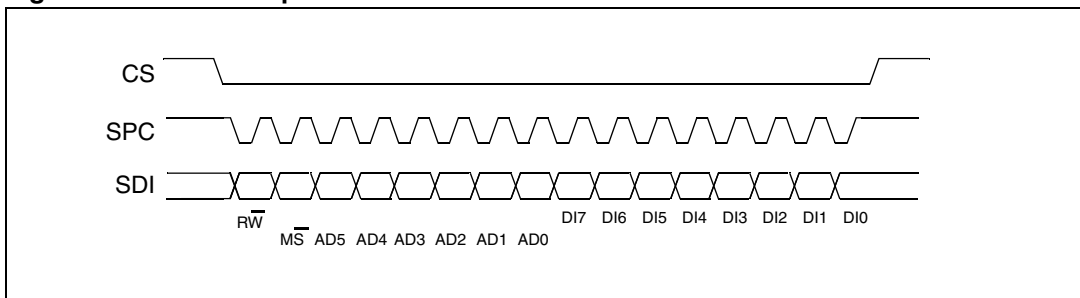 CS
SPC
SDI
RW̅ DI7 DI6 DI5 DI4 DI3 DI2 DI1 DI0
MS̅ AD5 AD4 AD3 AD2 AD1 AD0